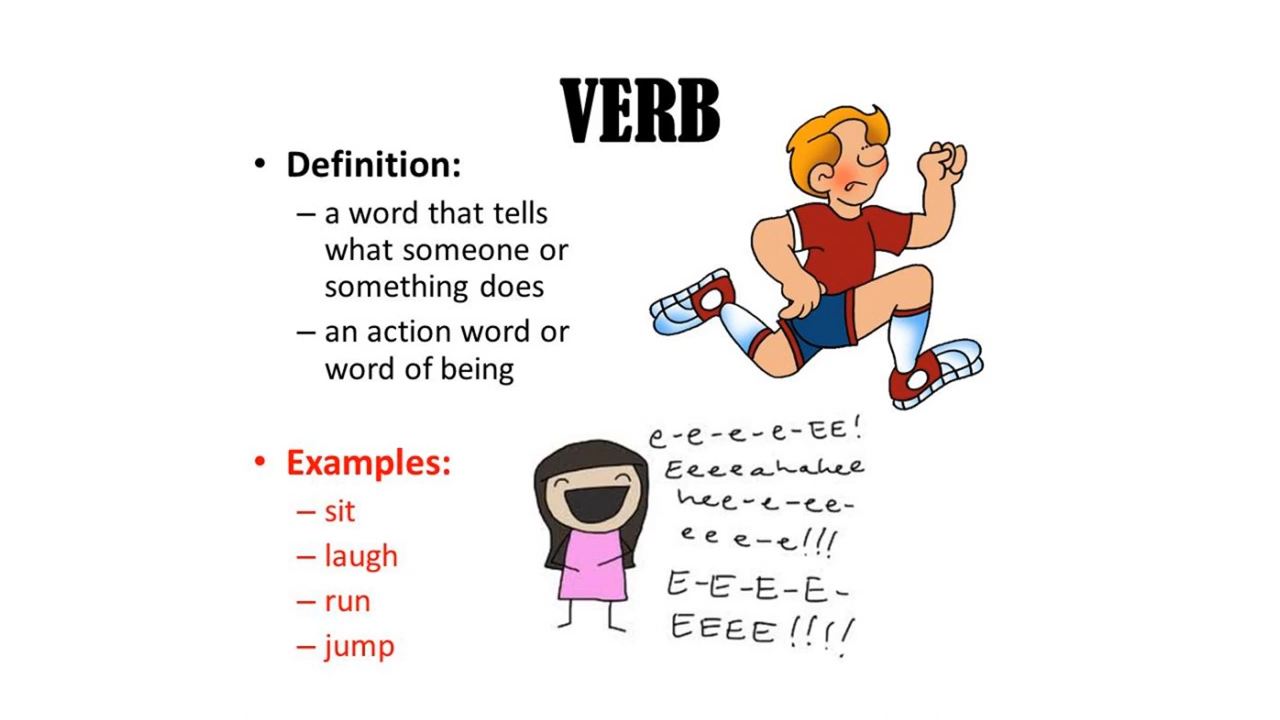 VERB
• Definition:
– a word that tells
what someone or
something does
– an action word or
word of being
• Examples:
– sit
– laugh
– run
– jump
e-e-e-e-EE!
Eeeeahahee
hee-e-ee-
e e e-e!!!
E-E-E-E-
EEEE!!!!